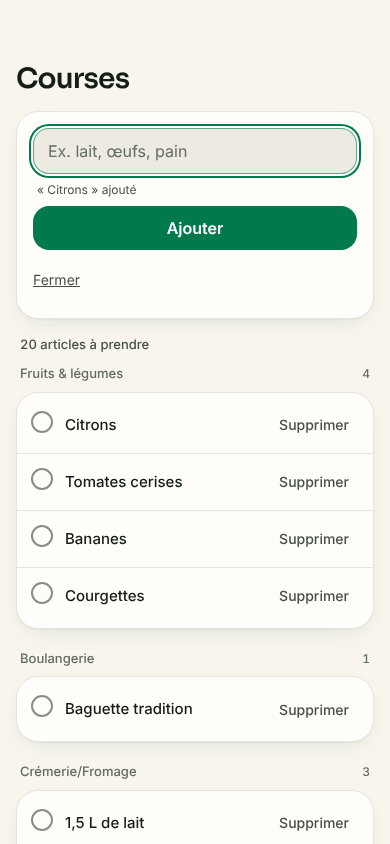 Courses
Ex. lait, œufs, pain
« Citrons » ajouté
Ajouter
Fermer
20 articles à prendre
Fruits & légumes 4
Citrons Supprimer
Tomates cerises Supprimer
Bananes Supprimer
Courgettes Supprimer
Boulangerie 1
Baguette tradition Supprimer
Crémerie/Fromage 3
1,5 L de lait Supprimer